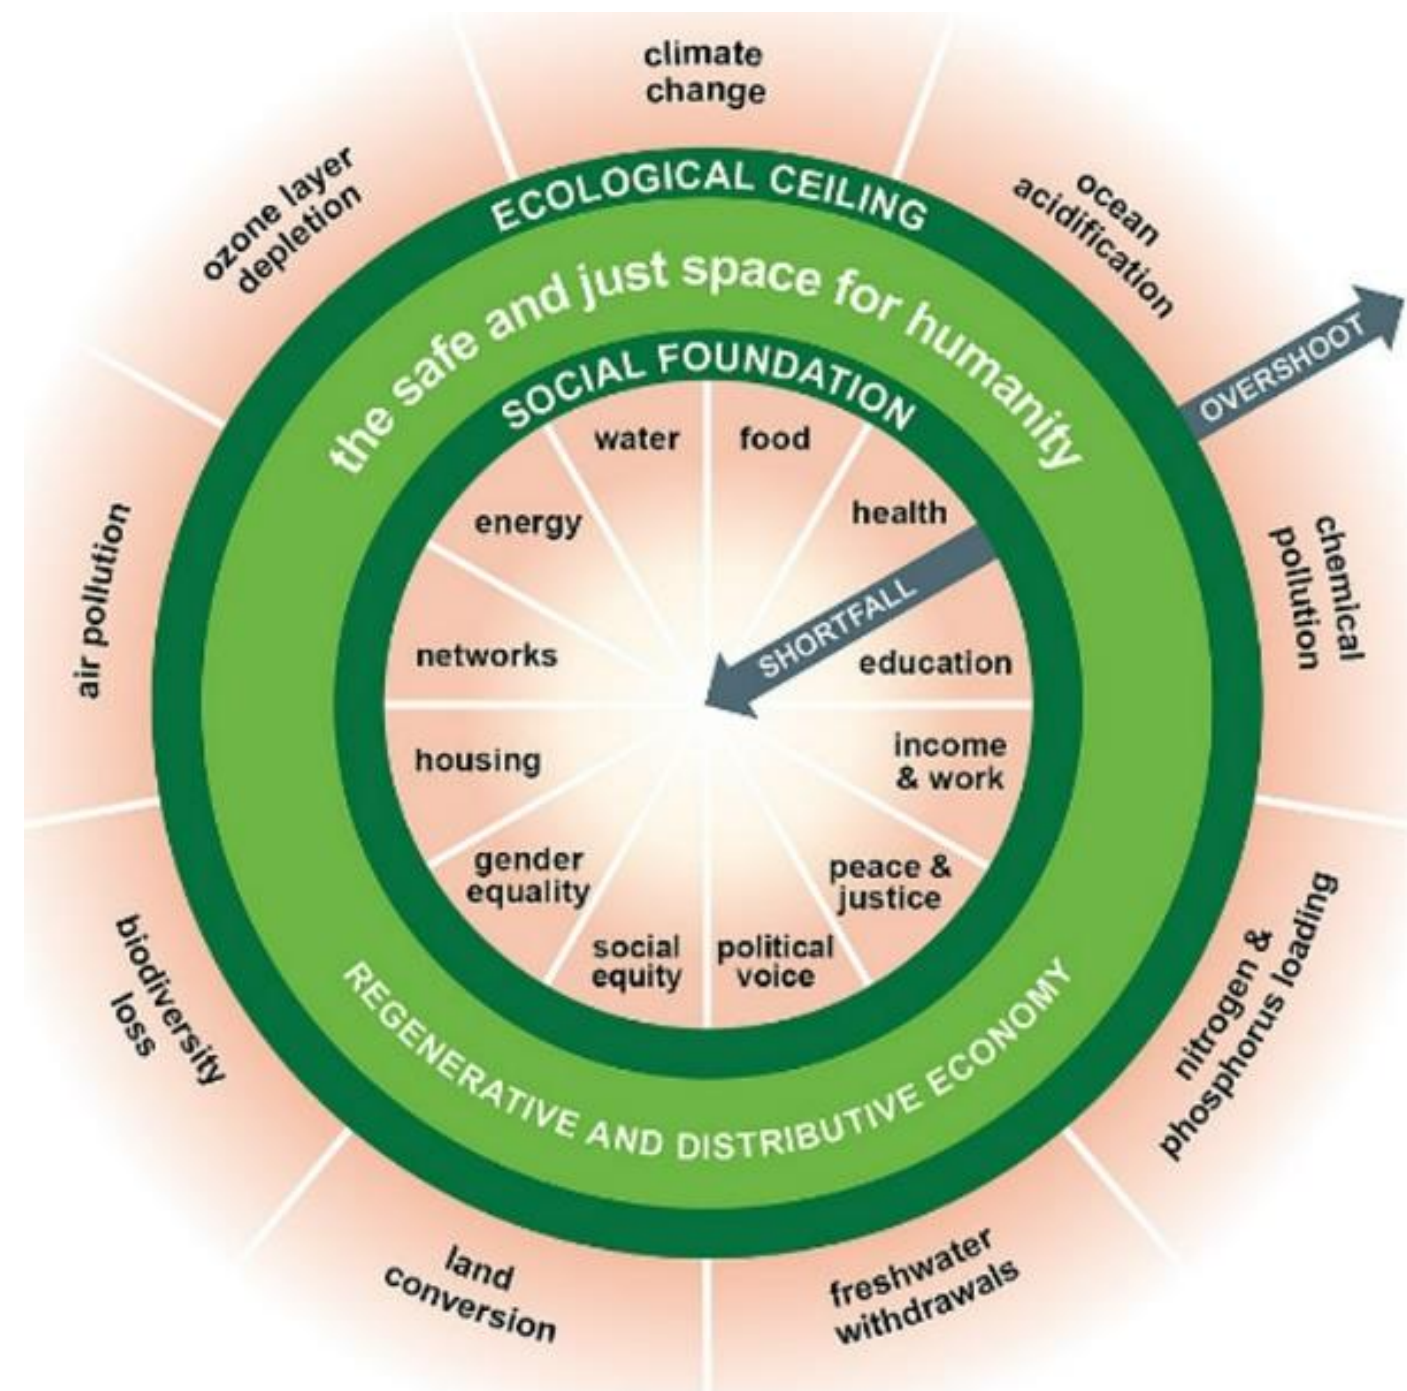 climate
change
ocean
acidification
OVERSHOOT
chemical
pollution
nitrogen &
phosphorus loading
freshwater
withdrawals
land
conversion
biodiversity
loss
air pollution
ozone layer
depletion
ECOLOGICAL CEILING
the safe and just space for humanity
SOCIAL FOUNDATION
water
food
health
SHORTFALL
education
income
& work
peace &
justice
political
voice
social
equity
gender
equality
housing
networks
energy
REGENERATIVE AND DISTRIBUTIVE ECONOMY